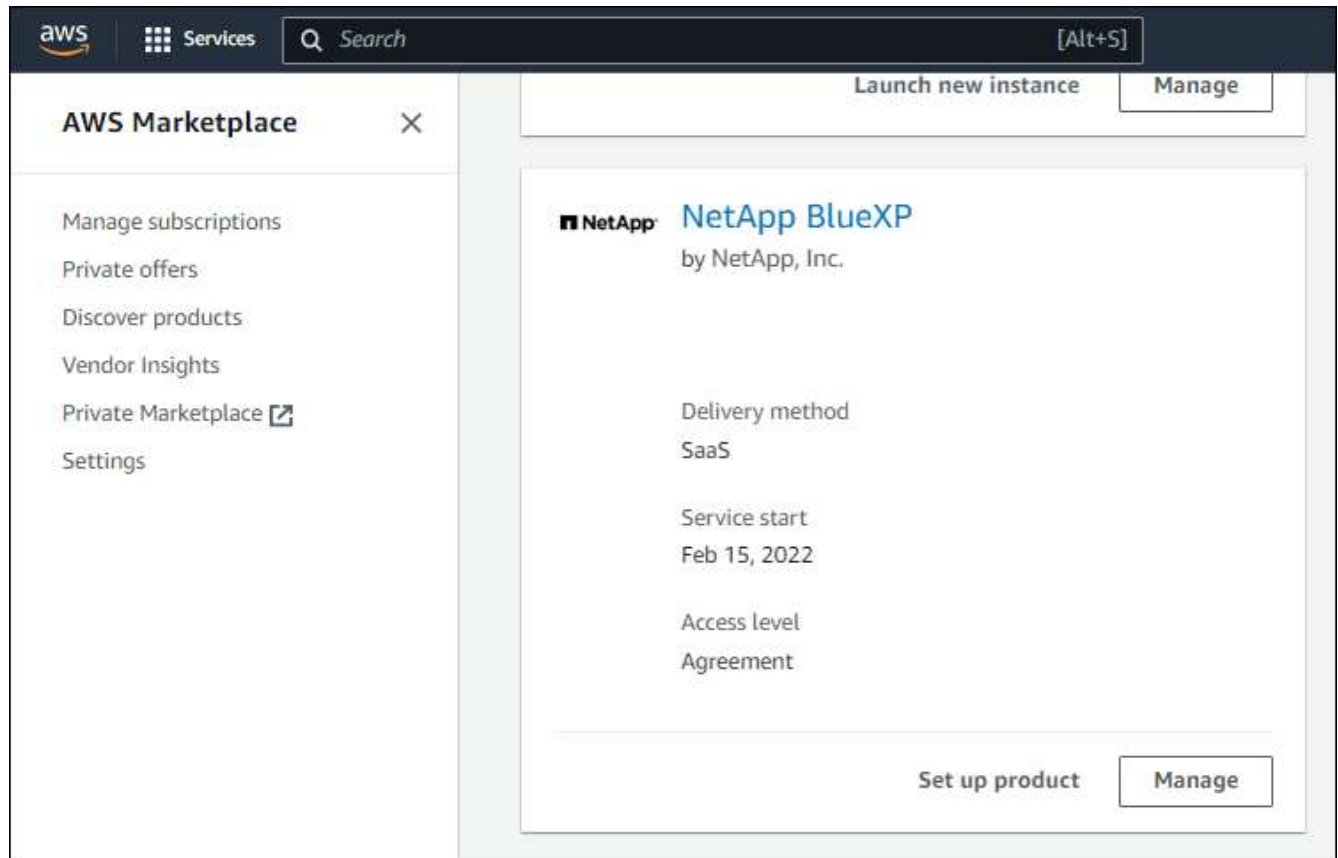 aws Services Search [Alt+S]
AWS Marketplace
Manage subscriptions
Private offers
Discover products
Vendor Insights
Private Marketplace
Settings
Launch new instance Manage
NetApp NetApp BlueXP
by NetApp, Inc.
Delivery method
SaaS
Service start
Feb 15, 2022
Access level
Agreement
Set up product Manage